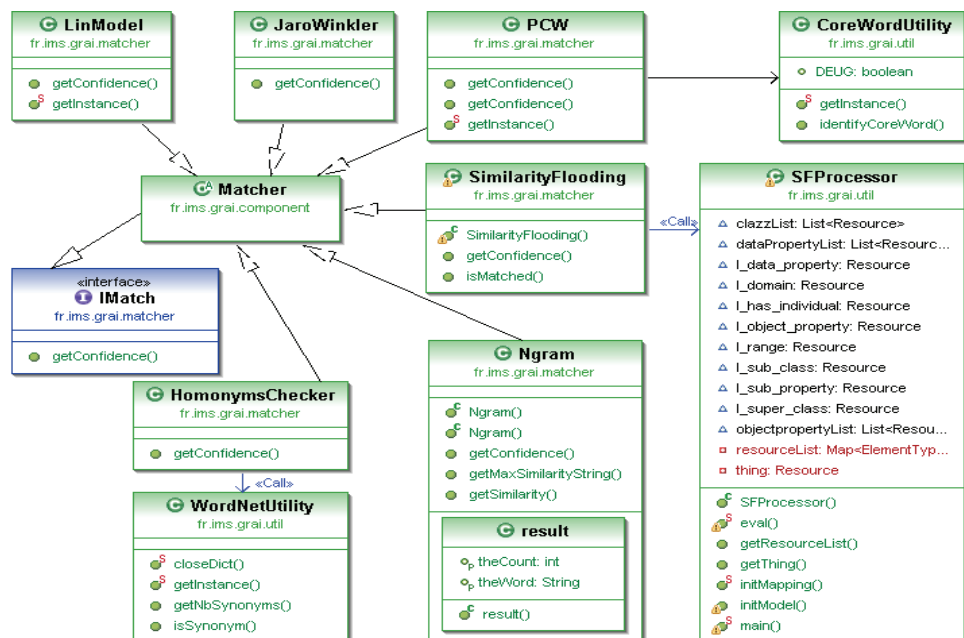 LinModel
fr.ims.grai.matcher
getConfidence()
getInstance()
JaroWinkler
fr.ims.grai.matcher
getConfidence()
PCW
fr.ims.grai.matcher
getConfidence()
getConfidence()
getInstance()
CoreWordUtility
fr.ims.grai.util
DEUG: boolean
getInstance()
identifyCoreWord()
Matcher
fr.ims.grai.component
SimilarityFlooding
fr.ims.grai.matcher
SimilarityFlooding()
getConfidence()
isMatched()
«Call»
SFProcessor
fr.ims.grai.util
clazzList: List<Resource>
dataPropertyList: List<Resourc...
l_data_property: Resource
l_domain: Resource
l_has_individual: Resource
l_object_property: Resource
l_range: Resource
l_sub_class: Resource
l_sub_property: Resource
l_super_class: Resource
objectpropertyList: List<Resou...
resourceList: Map<ElementTyp...
thing: Resource
SFProcessor()
eval()
getResourceList()
getThing()
initMapping()
initModel()
main()
«interface»
IMatch
fr.ims.grai.matcher
getConfidence()
HomonymsChecker
fr.ims.grai.matcher
getConfidence()
«Call»
WordNetUtility
fr.ims.grai.util
closeDict()
getInstance()
getNbSynonyms()
isSynonym()
Ngram
fr.ims.grai.matcher
Ngram()
Ngram()
getConfidence()
getMaxSimilarityString()
getSimilarity()
result
theCount: int
theWord: String
result()